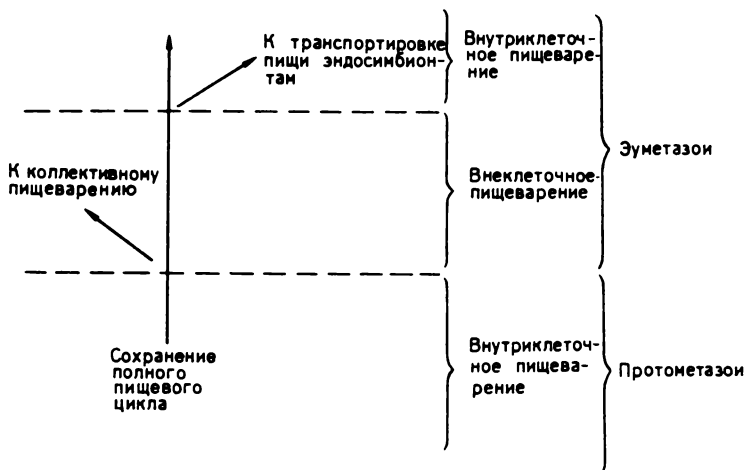 К транспортировке
пищи эндосимбион-
там
Внутриклеточ-
ное пищеваре-
ние
Эуметазои
К коллективному
пищеварению
Внеклеточное-
пищеварение
Сохранение
полного
пищевого
цикла
Внутриклеточ-
ное пищева-
рение
Протометазои